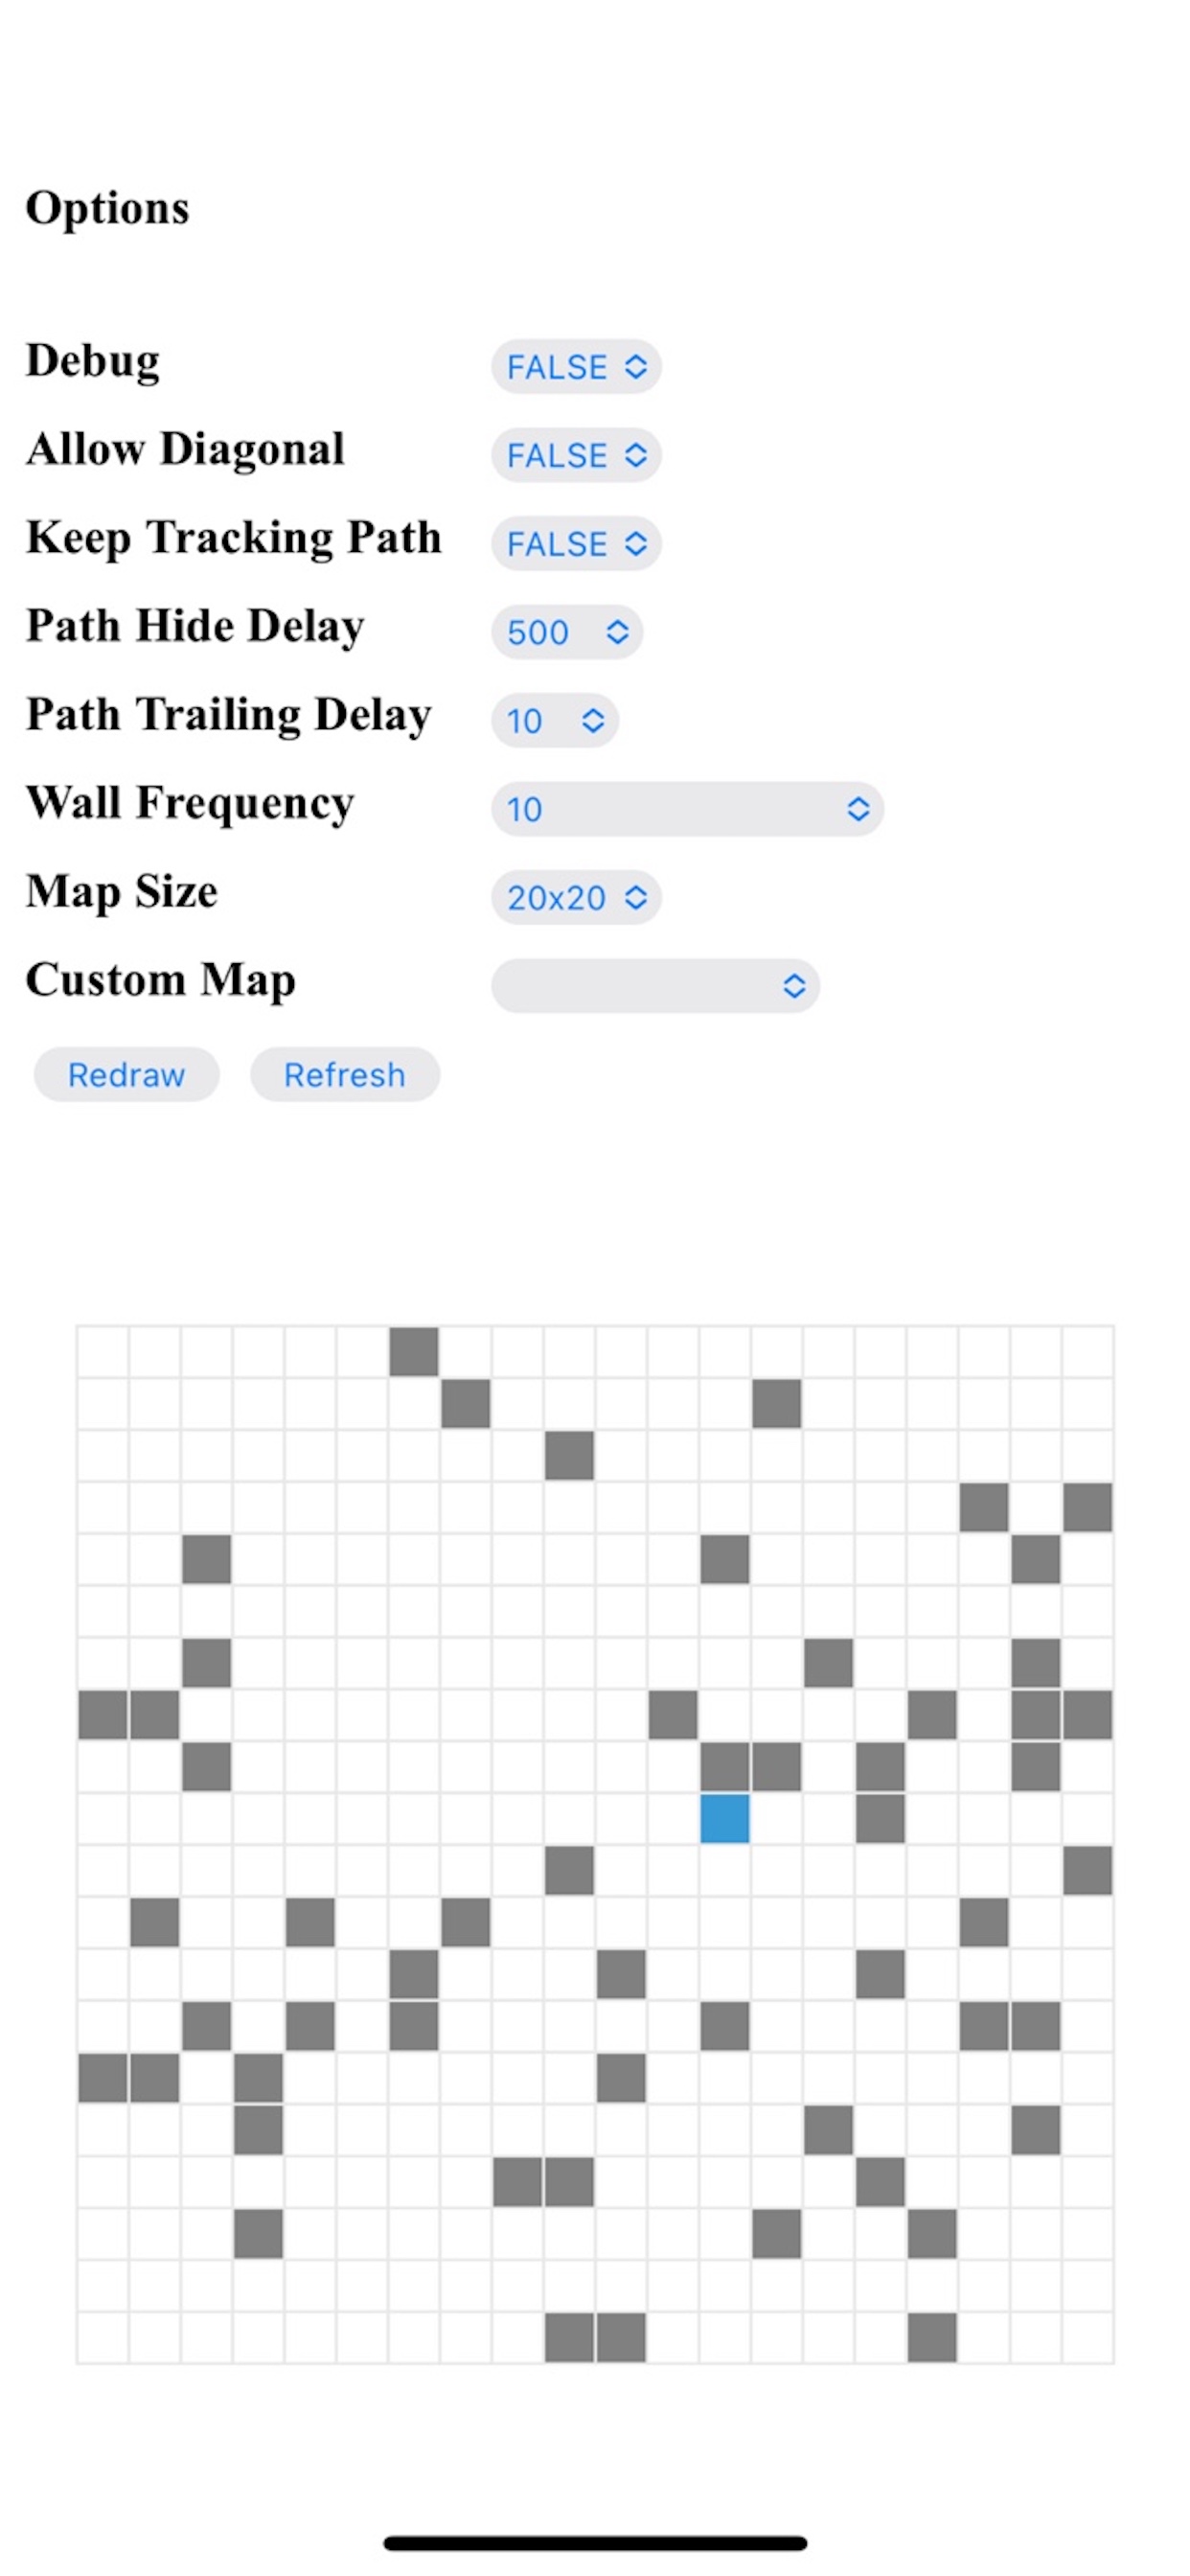 Options
Debug FALSE
Allow Diagonal FALSE
Keep Tracking Path FALSE
Path Hide Delay 500
Path Trailing Delay 10
Wall Frequency 10
Map Size 20x20
Custom Map
Redraw Refresh